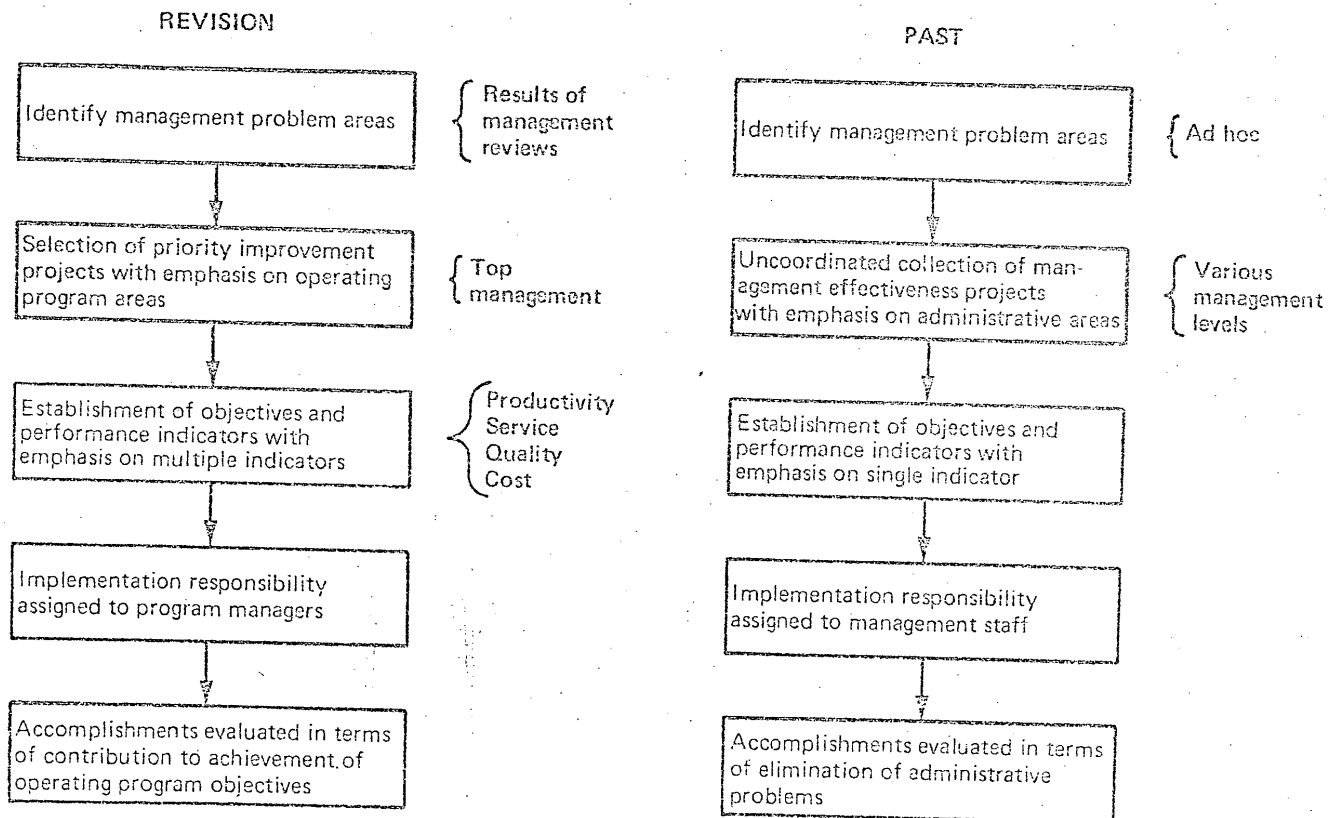 REVISION
Identify management problem areas
Results of
management
reviews
Selection of priority improvement
projects with emphasis on operating
program areas
Top
management
Establishment of objectives and
performance indicators with
emphasis on multiple indicators
Productivity
Service
Quality
Cost
Implementation responsibility
assigned to program managers
Accomplishments evaluated in terms
of contribution to achievement of
operating program objectives
PAST
Identify management problem areas
Ad hoc
Uncoordinated collection of man-
agement effectiveness projects
with emphasis on administrative areas
Various
management
levels
Establishment of objectives and
performance indicators with
emphasis on single indicator
Implementation responsibility
assigned to management staff
Accomplishments evaluated in terms
of elimination of administrative
problems